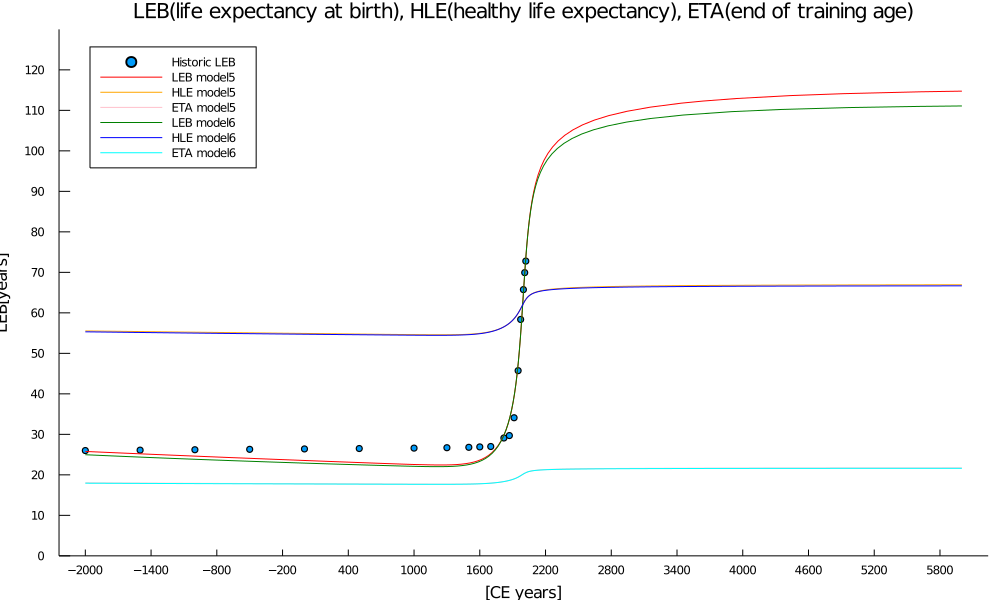 LEB(life expectancy at birth), HLE(healthy life expectancy), ETA(end of training age)
Historic LEB
LEB model5
HLE model5
ETA model5
LEB model6
HLE model6
ETA model6
LEB[years]
120
110
100
90
80
70
60
50
40
30
20
10
0
−2000 −1400 −800 −200 400 1000 1600 2200 2800 3400 4000 4600 5200 5800
[CE years]